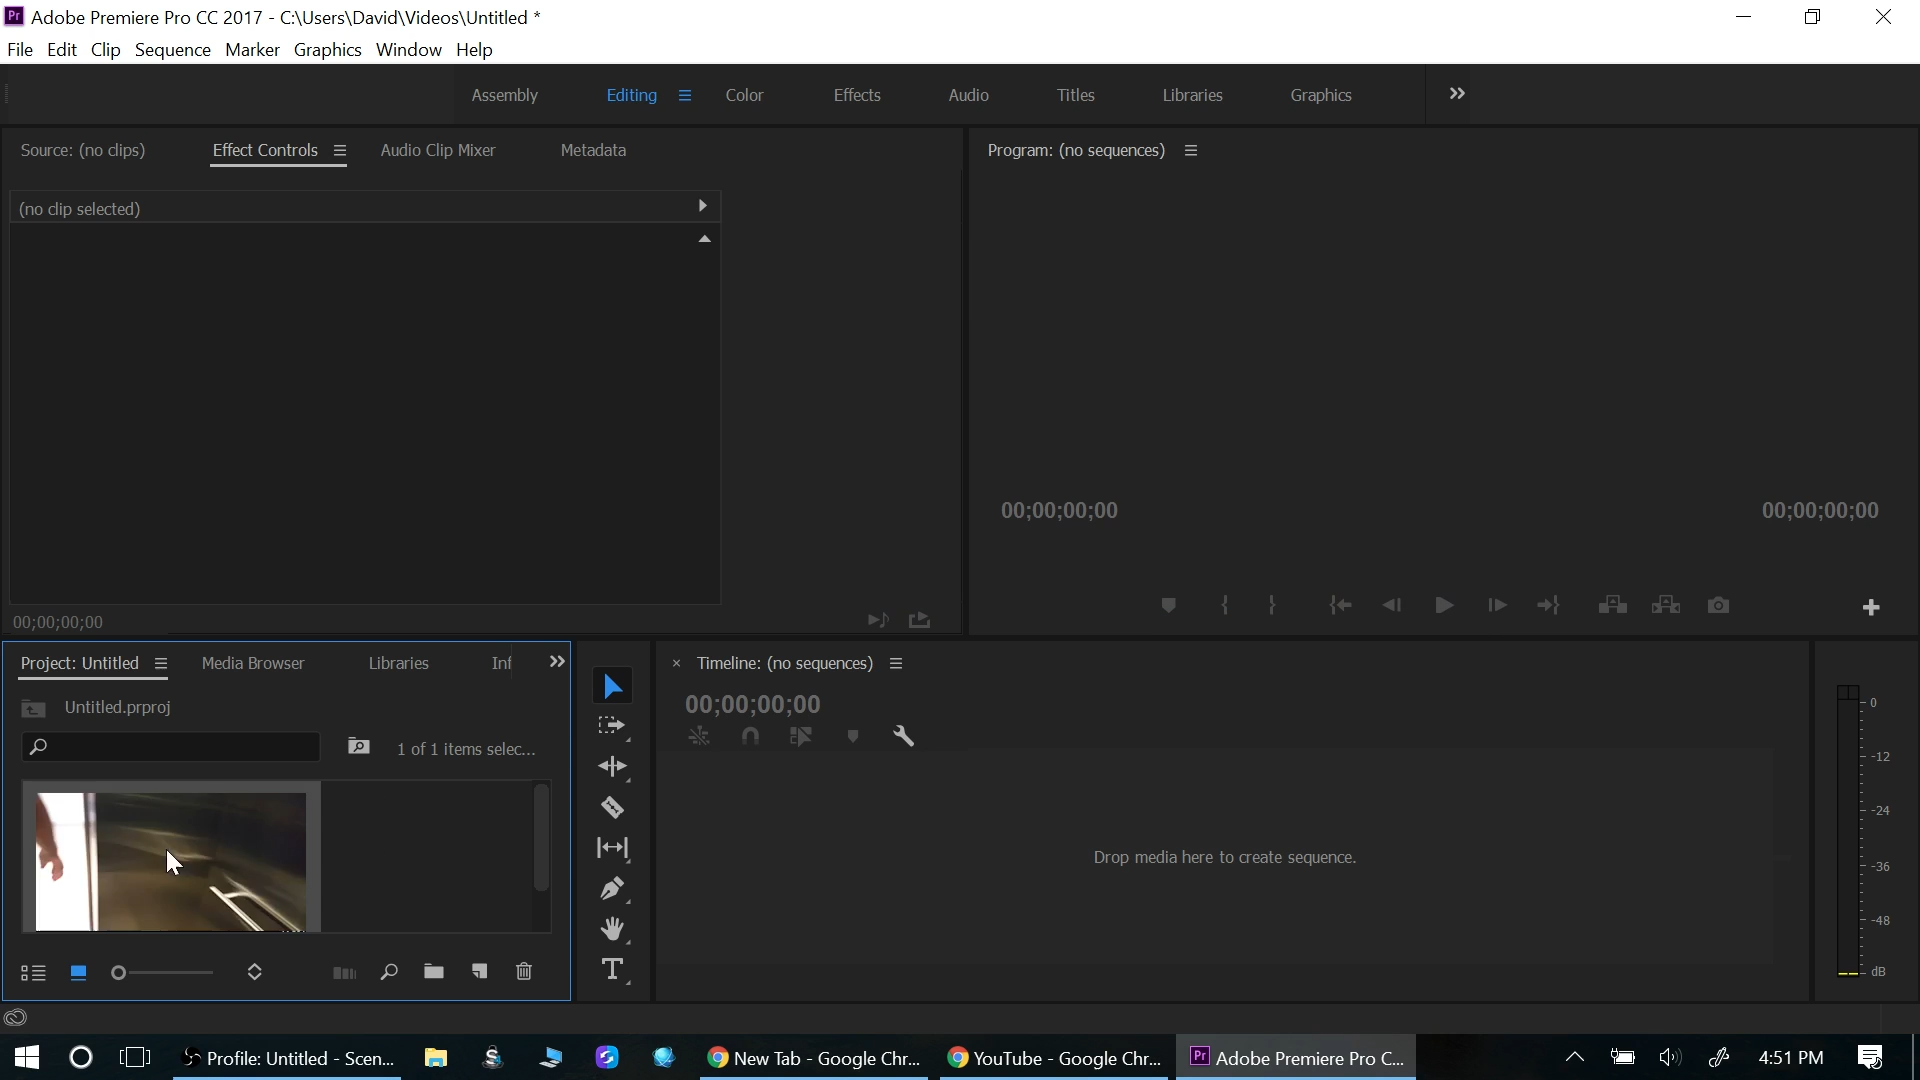 Pr Adobe Premiere Pro CC 2017 - C:\Users\David\Videos\Untitled *
File Edit Clip Sequence Marker Graphics Window Help
Assembly Editing Color Effects Audio Titles Libraries Graphics
Source: (no clips) Effect Controls Audio Clip Mixer Metadata
Program: (no sequences)
(no clip selected)
00;00;00;00 00;00;00;00
00;00;00;00
Project: Untitled Media Browser Libraries Inf
Timeline: (no sequences)
Untitled.prproj
00;00;00;00
1 of 1 items selec...
Drop media here to create sequence.
0
-12
-24
-36
-48
dB
T
Profile: Untitled - Scen... New Tab - Google Chr... YouTube - Google Chr... Pr Adobe Premiere Pro C... 4:51 PM